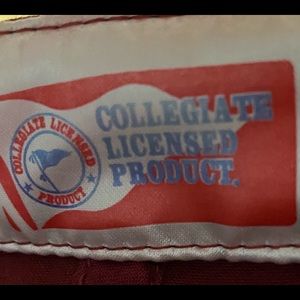 COLLEGIATE LICENSED
PRODUCT
COLLEGIATE
LICENSED
PRODUCT.